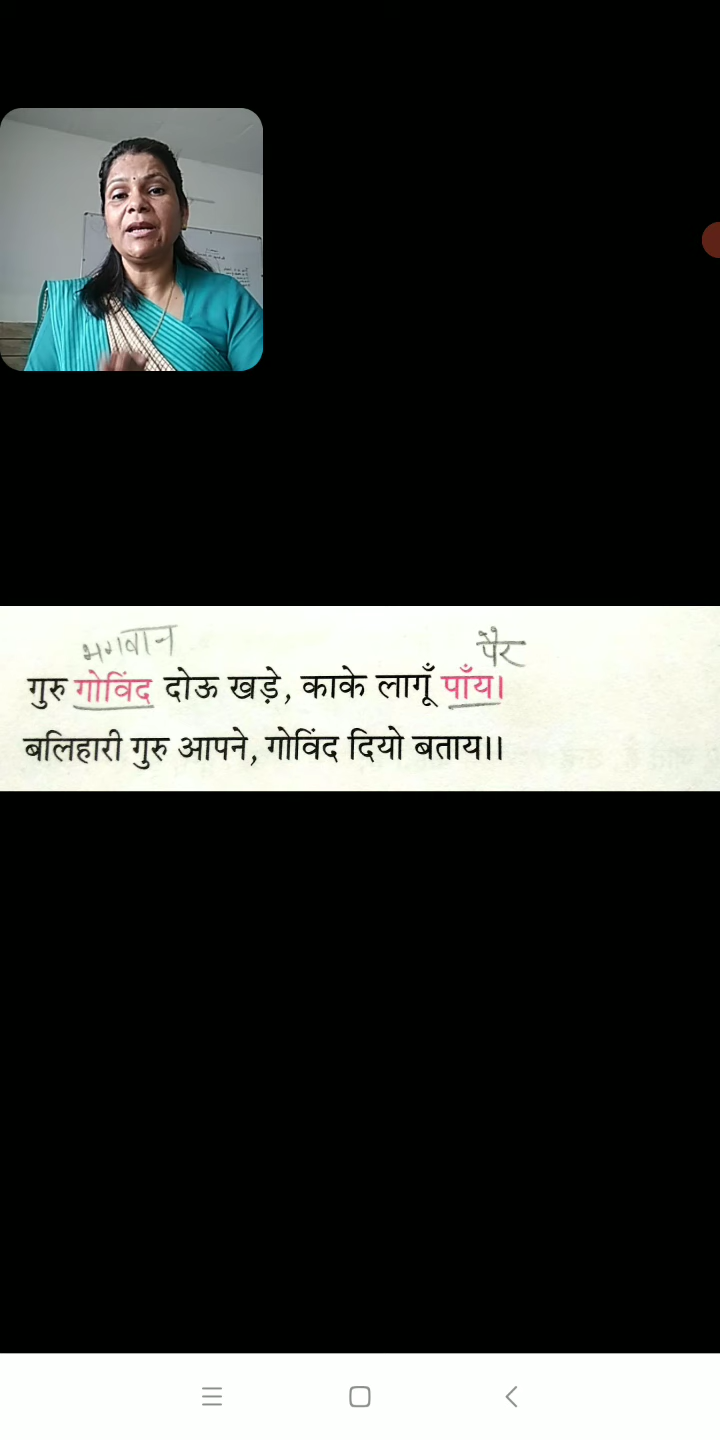 भगवान
पैर
गुरु गोविंद दोऊ खड़े, काके लागूँ पाँय।
बलिहारी गुरु आपने, गोविंद दियो बताय।।